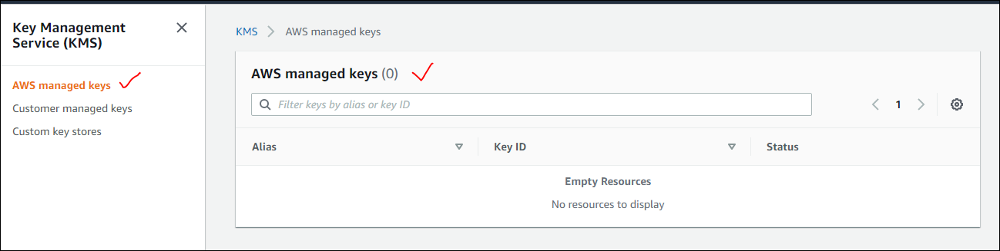 Key Management
Service (KMS)
AWS managed keys
Customer managed keys
Custom key stores
KMS > AWS managed keys
AWS managed keys (0)
Filter keys by alias or key ID
1
Alias Key ID Status
Empty Resources
No resources to display